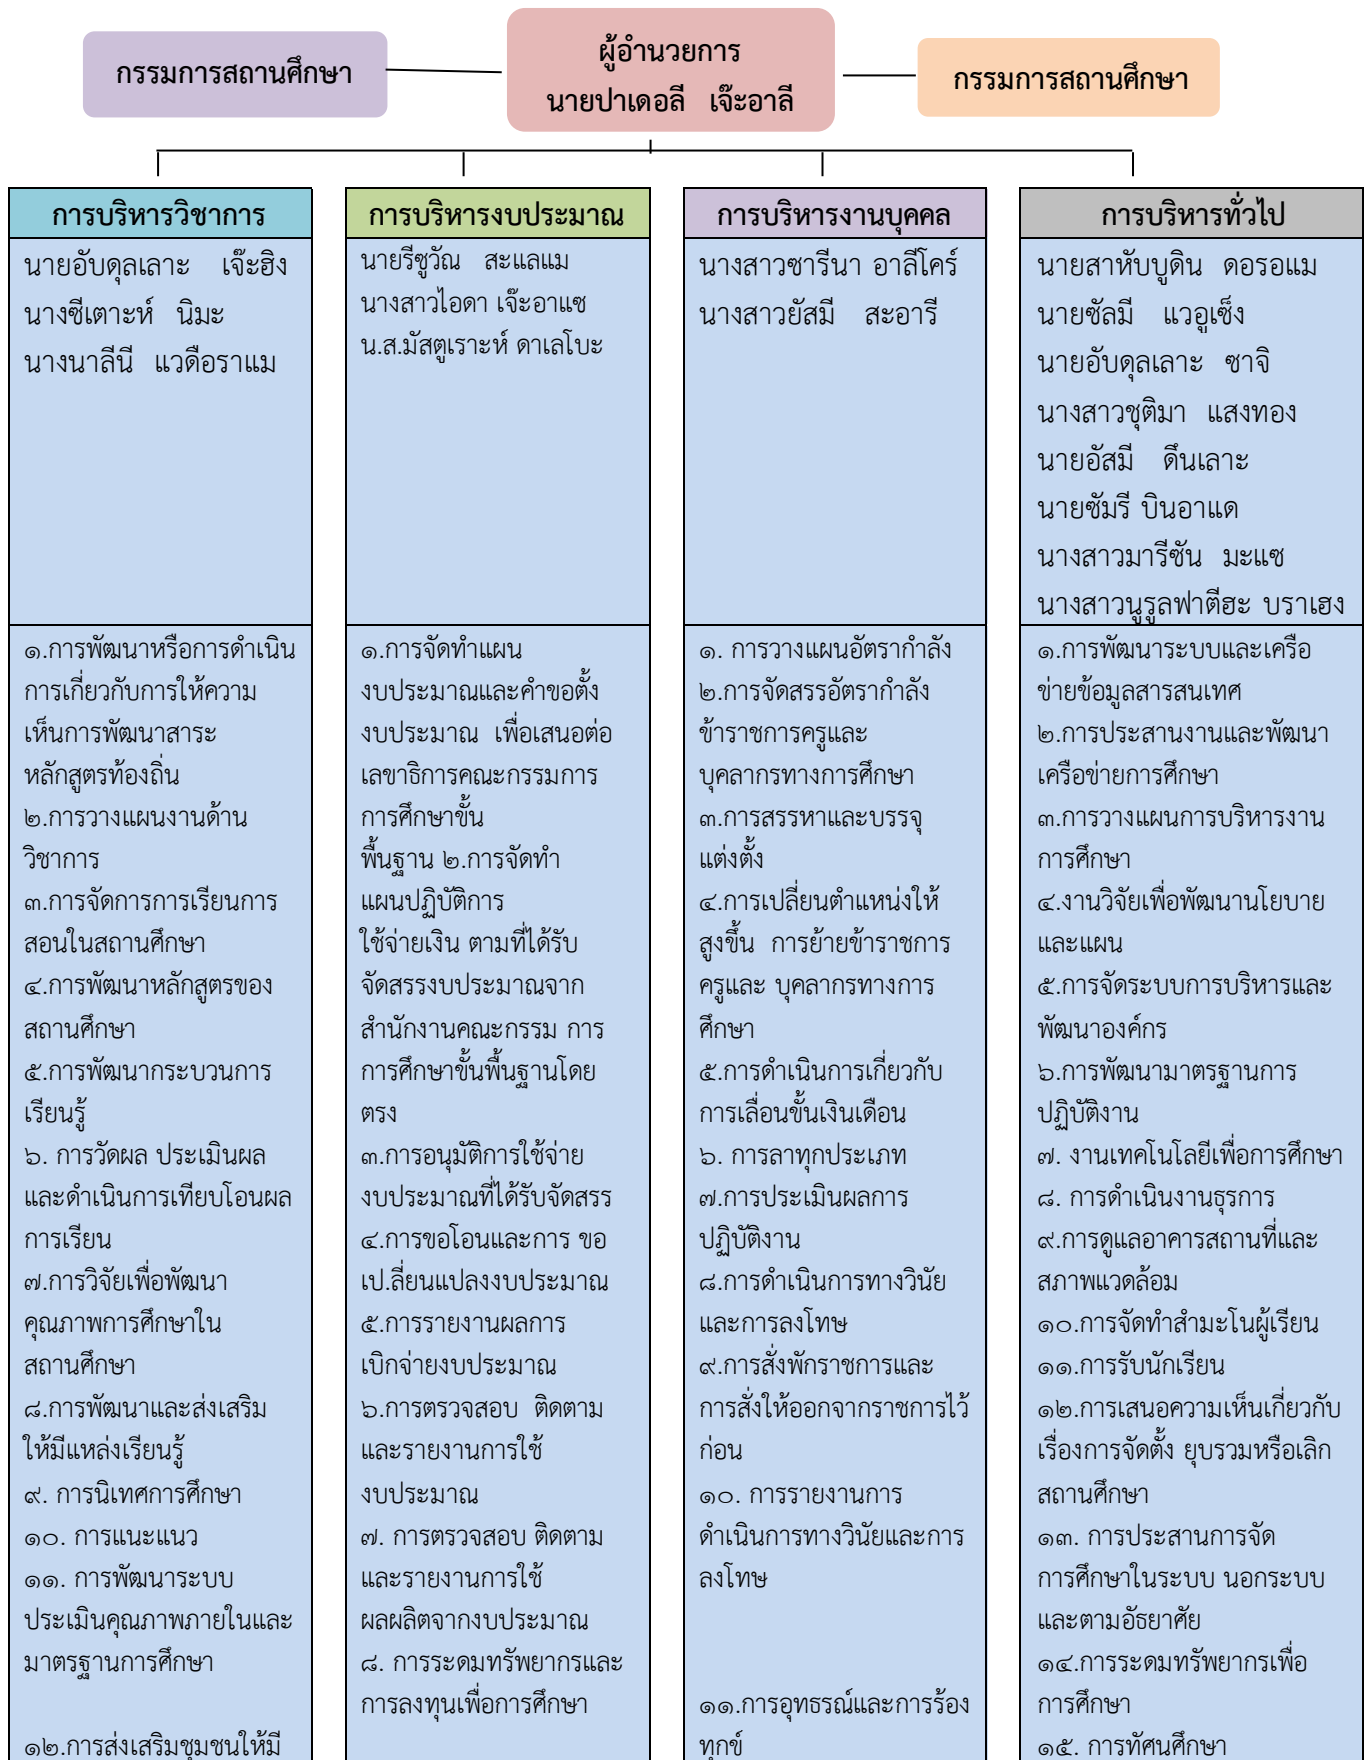 กรรมการสถานศึกษา
ผู้อำนวยการ
นายปาเดอลี เจ๊ะอาลี
กรรมการสถานศึกษา
การบริหารวิชาการ
นายอับดุลเลาะ เจ๊ะฮิง
นางซีเตาะห์ นิมะ
นางนาลีนี แวดือราแม
๑.การพัฒนาหรือการดำเนิน
การเกี่ยวกับการให้ความ
เห็นการพัฒนาสาระ
หลักสูตรท้องถิ่น
๒.การวางแผนงานด้าน
วิชาการ
๓.การจัดการการเรียนการ
สอนในสถานศึกษา
๔.การพัฒนาหลักสูตรของ
สถานศึกษา
๕.การพัฒนากระบวนการ
เรียนรู้
๖. การวัดผล ประเมินผล
และดำเนินการเทียบโอนผล
การเรียน
๗.การวิจัยเพื่อพัฒนา
คุณภาพการศึกษาใน
สถานศึกษา
๘.การพัฒนาและส่งเสริม
ให้มีแหล่งเรียนรู้
๙. การนิเทศการศึกษา
๑๐. การแนะแนว
๑๑. การพัฒนาระบบ
ประเมินคุณภาพภายในและ
มาตรฐานการศึกษา
๑๒.การส่งเสริมชุมชนให้มี
การบริหารงบประมาณ
นายรีซูวัณ สะแลแม
นางสาวไอดา เจ๊ะอาแซ
น.ส.มัสตูเราะห์ ดาเลโบะ
๑.การจัดทำแผน
งบประมาณและคำขอตั้ง
งบประมาณ เพื่อเสนอต่อ
เลขาธิการคณะกรรมการ
การศึกษาขั้น
พื้นฐาน ๒.การจัดทำ
แผนปฏิบัติการ
ใช้จ่ายเงิน ตามที่ได้รับ
จัดสรรงบประมาณจาก
สำนักงานคณะกรรม การ
การศึกษาขั้นพื้นฐานโดย
ตรง
๓.การอนุมัติการใช้จ่าย
งบประมาณที่ได้รับจัดสรร
๔.การขอโอนและการ ขอ
เป.ลี่ยนแปลงงบประมาณ
๕.การรายงานผลการ
เบิกจ่ายงบประมาณ
๖.การตรวจสอบ ติดตาม
และรายงานการใช้
งบประมาณ
๗. การตรวจสอบ ติดตาม
และรายงานการใช้
ผลผลิตจากงบประมาณ
๘. การระดมทรัพยากรและ
การลงทุนเพื่อการศึกษา
การบริหารงานบุคคล
นางสาวซารีนา อาลีโคร์
นางสาวยัสมี สะอารี
๑. การวางแผนอัตรากำลัง
๒.การจัดสรรอัตรากำลัง
ข้าราชการครูและ
บุคลากรทางการศึกษา
๓.การสรรหาและบรรจุ
แต่งตั้ง
๔.การเปลี่ยนตำแหน่งให้
สูงขึ้น การย้ายข้าราชการ
ครูและ บุคลากรทางการ
ศึกษา
๕.การดำเนินการเกี่ยวกับ
การเลื่อนขั้นเงินเดือน
๖. การลาทุกประเภท
๗.การประเมินผลการ
ปฏิบัติงาน
๘.การดำเนินการทางวินัย
และการลงโทษ
๙.การสั่งพักราชการและ
การสั่งให้ออกจากราชการไว้
ก่อน
๑๐. การรายงานการ
ดำเนินการทางวินัยและการ
ลงโทษ
๑๑.การอุทธรณ์และการร้อง
ทุกข์
การบริหารทั่วไป
นายสาหับบูดิน ดอรอแม
นายซัลมี แวอูเซ็ง
นายอับดุลเลาะ ซาจิ
นางสาวชุติมา แสงทอง
นายอัสมี ดึนเลาะ
นายซัมรี บินอาแด
นางสาวมารีซัน มะแซ
นางสาวนูรูลฟาตีฮะ บราเฮง
๑.การพัฒนาระบบและเครือ
ข่ายข้อมูลสารสนเทศ
๒.การประสานงานและพัฒนา
เครือข่ายการศึกษา
๓.การวางแผนการบริหารงาน
การศึกษา
๔.งานวิจัยเพื่อพัฒนานโยบาย
และแผน
๕.การจัดระบบการบริหารและ
พัฒนาองค์กร
๖.การพัฒนามาตรฐานการ
ปฏิบัติงาน
๗. งานเทคโนโลยีเพื่อการศึกษา
๘. การดำเนินงานธุรการ
๙.การดูแลอาคารสถานที่และ
สภาพแวดล้อม
๑๐.การจัดทำสำมะโนผู้เรียน
๑๑.การรับนักเรียน
๑๒.การเสนอความเห็นเกี่ยวกับ
เรื่องการจัดตั้ง ยุบรวมหรือเลิก
สถานศึกษา
๑๓. การประสานการจัด
การศึกษาในระบบ นอกระบบ
และตามอัธยาศัย
๑๔.การระดมทรัพยากรเพื่อ
การศึกษา
๑๕. การทัศนศึกษา